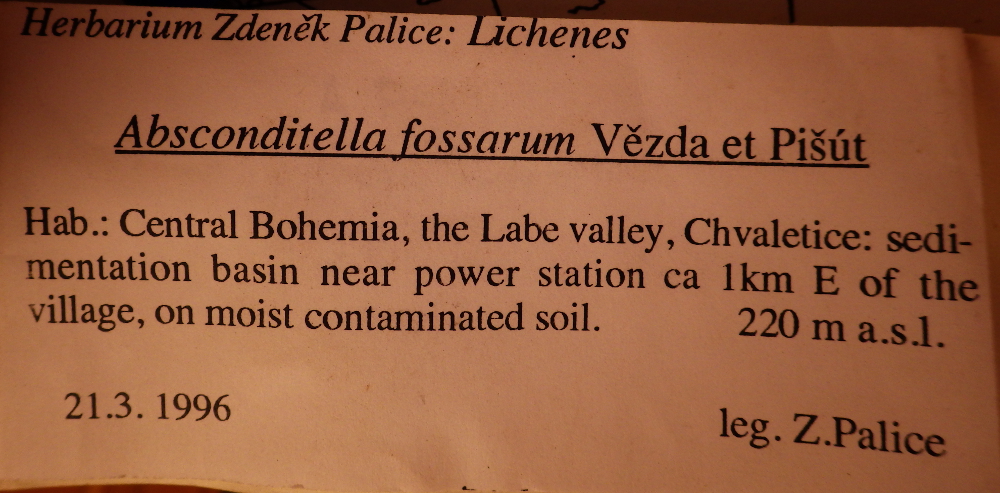 Herbarium Zdeněk Palice: Lichenes
Absconditella fossarum Vězda et Pišút
Hab.: Central Bohemia, the Labe valley, Chvaletice: sedi-
mentation basin near power station ca 1km E of the
village, on moist contaminated soil. 220 m a.s.l.
21.3. 1996
leg. Z.Palice